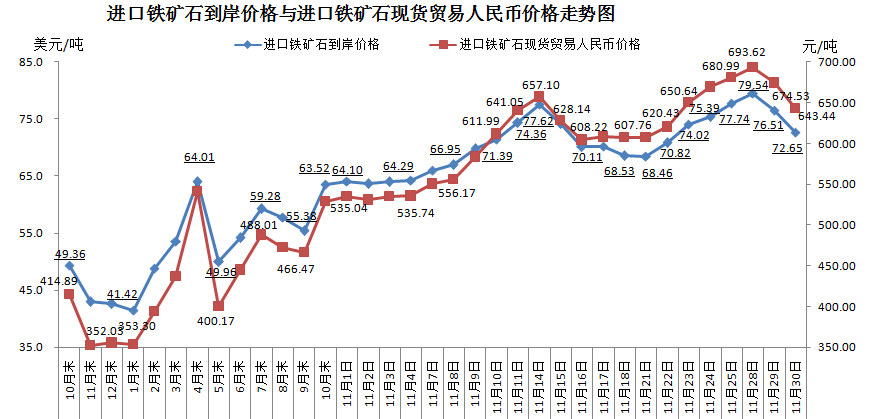 进口铁矿石到岸价格与进口铁矿石现货贸易人民币价格走势图
美元/吨
进口铁矿石到岸价格
进口铁矿石现货贸易人民币价格
元/吨
85.0
75.0
65.0
55.0
45.0
35.0
700.00
650.00
600.00
550.00
500.00
450.00
400.00
350.00
49.36
41.42
64.01
49.96
59.28
55.38
63.52
64.10
64.29
66.95
71.39
74.36
77.62
70.11
68.53
68.46
70.82
74.02
75.39
77.74
79.54
76.51
72.65
414.89
352.03
353.30
400.17
488.01
466.47
535.04
535.74
556.17
611.99
641.05
657.10
628.14
608.22
607.76
620.43
650.64
680.99
693.62
674.53
643.44
10月末
11月末
12月末
1月末
2月末
3月末
4月末
5月末
6月末
7月末
8月末
9月末
10月末
11月1日
11月2日
11月3日
11月4日
11月7日
11月8日
11月9日
11月10日
11月11日
11月14日
11月15日
11月16日
11月17日
11月18日
11月21日
11月22日
11月23日
11月24日
11月25日
11月28日
11月29日
11月30日